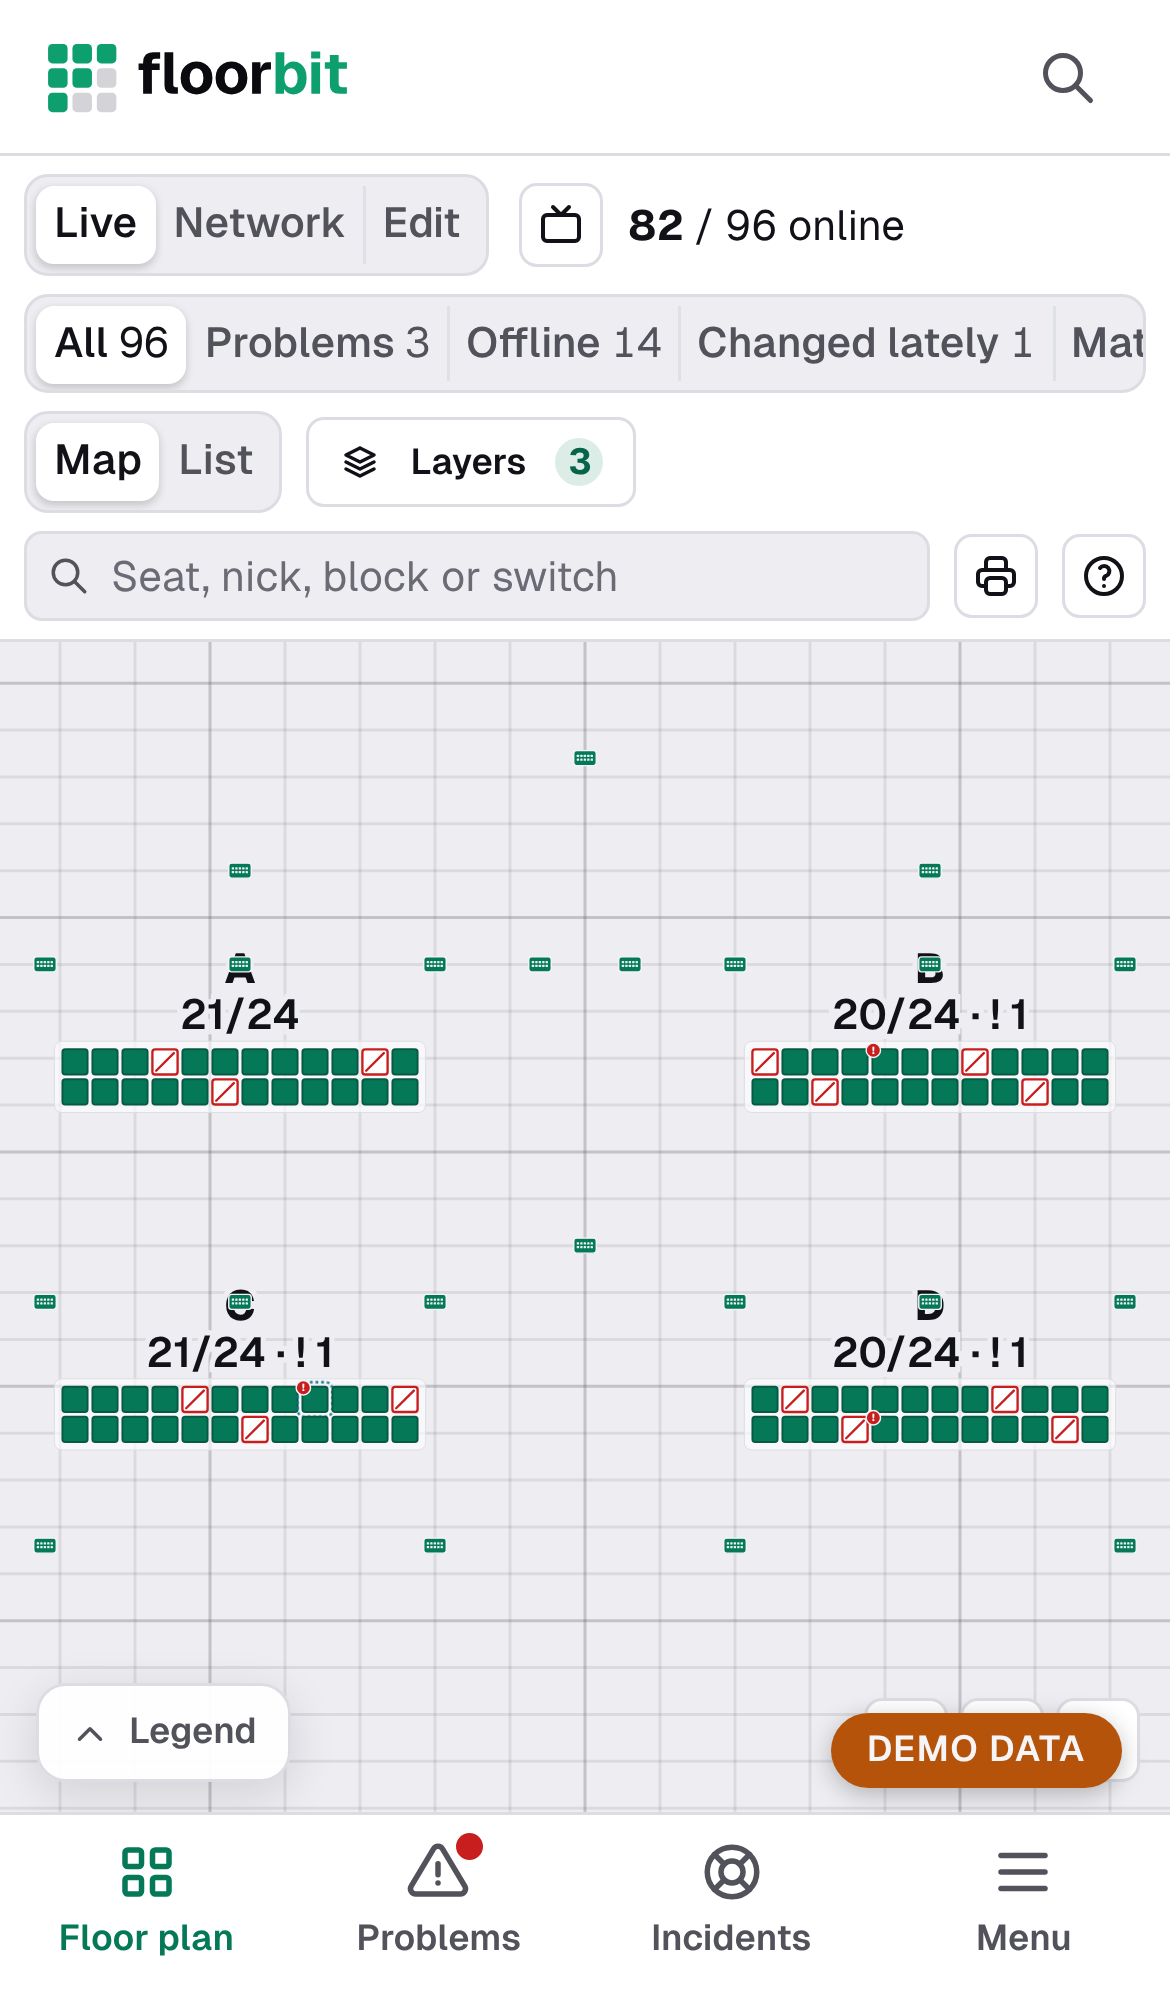 floorbit
Live Network Edit 82 / 96 online
All 96 Problems 3 Offline 14 Changed lately 1 Mat
Map List Layers 3
Seat, nick, block or switch
A B
21/24 20/24 · ! 1
C D
21/24 · ! 1 20/24 · ! 1
Legend
DEMO DATA
Floor plan Problems Incidents Menu